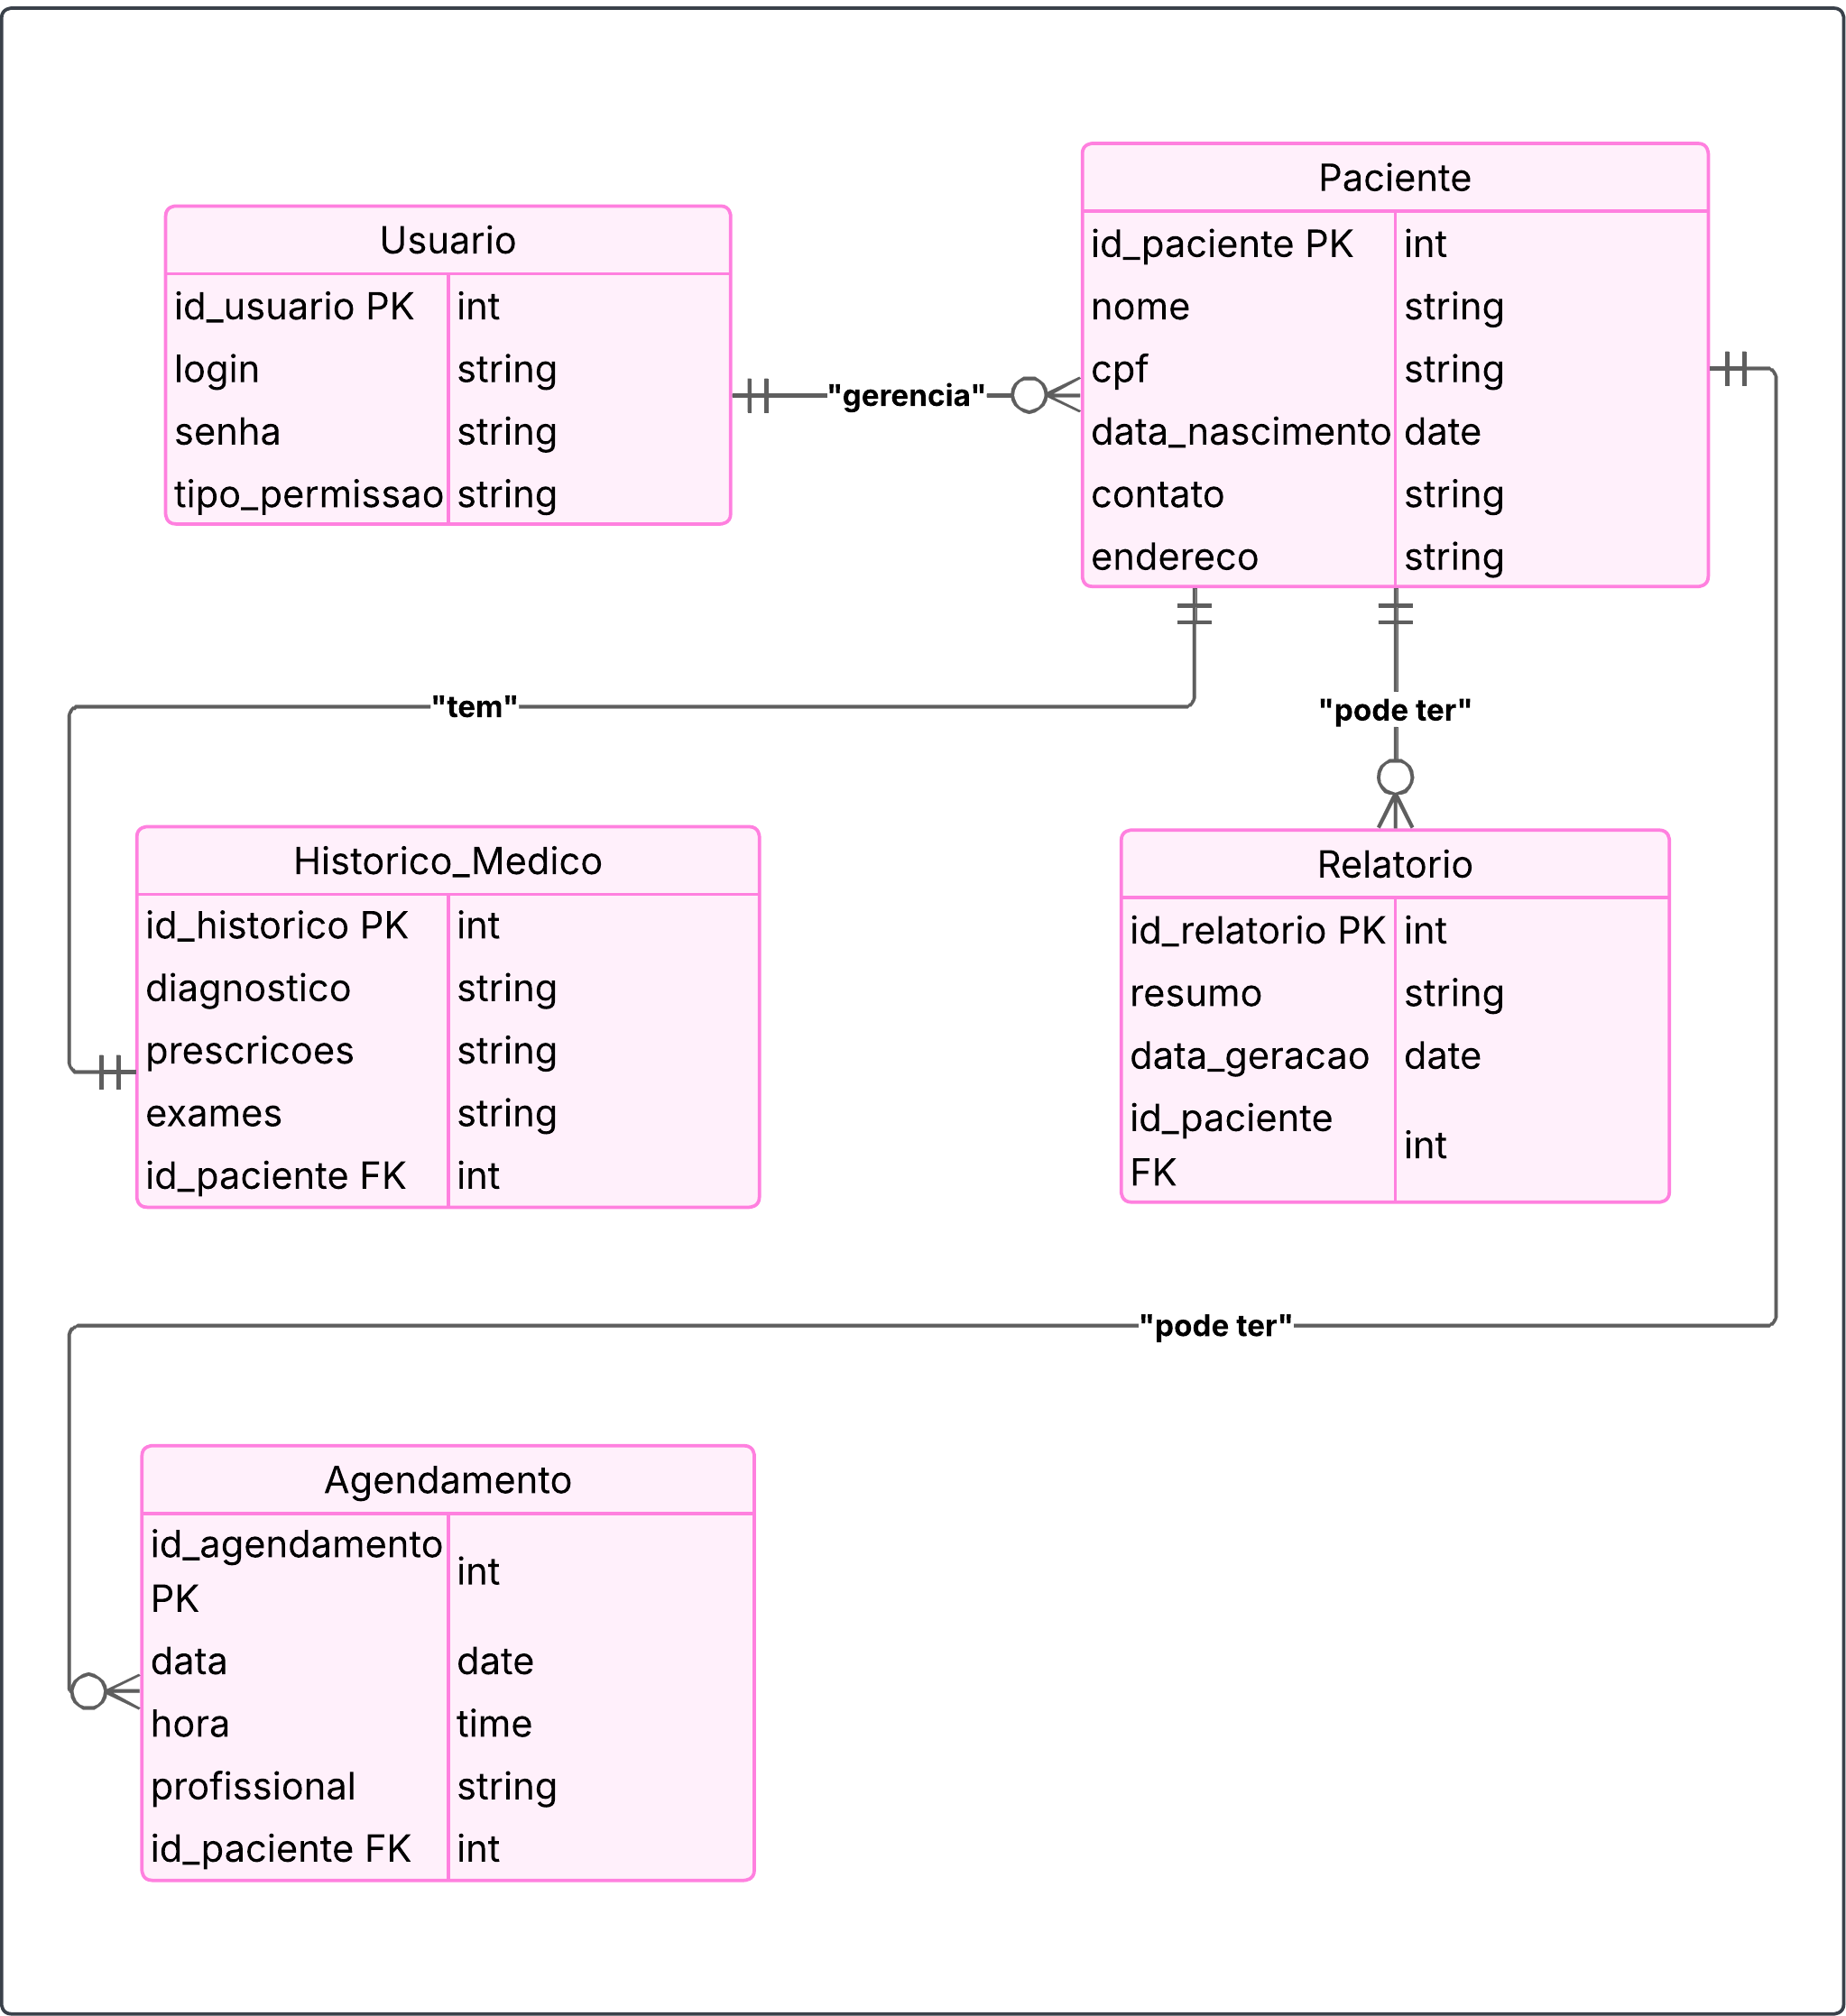 Usuario
id_usuario PK int
login string
senha string
tipo_permissao string
"gerencia"
Paciente
id_paciente PK int
nome string
cpf string
data_nascimento date
contato string
endereco string
"tem"
"pode ter"
Historico_Medico
id_historico PK int
diagnostico string
prescricoes string
exames string
id_paciente FK int
Relatorio
id_relatorio PK int
resumo string
data_geracao date
id_paciente
FK int
"pode ter"
Agendamento
id_agendamento
PK int
data date
hora time
profissional string
id_paciente FK int